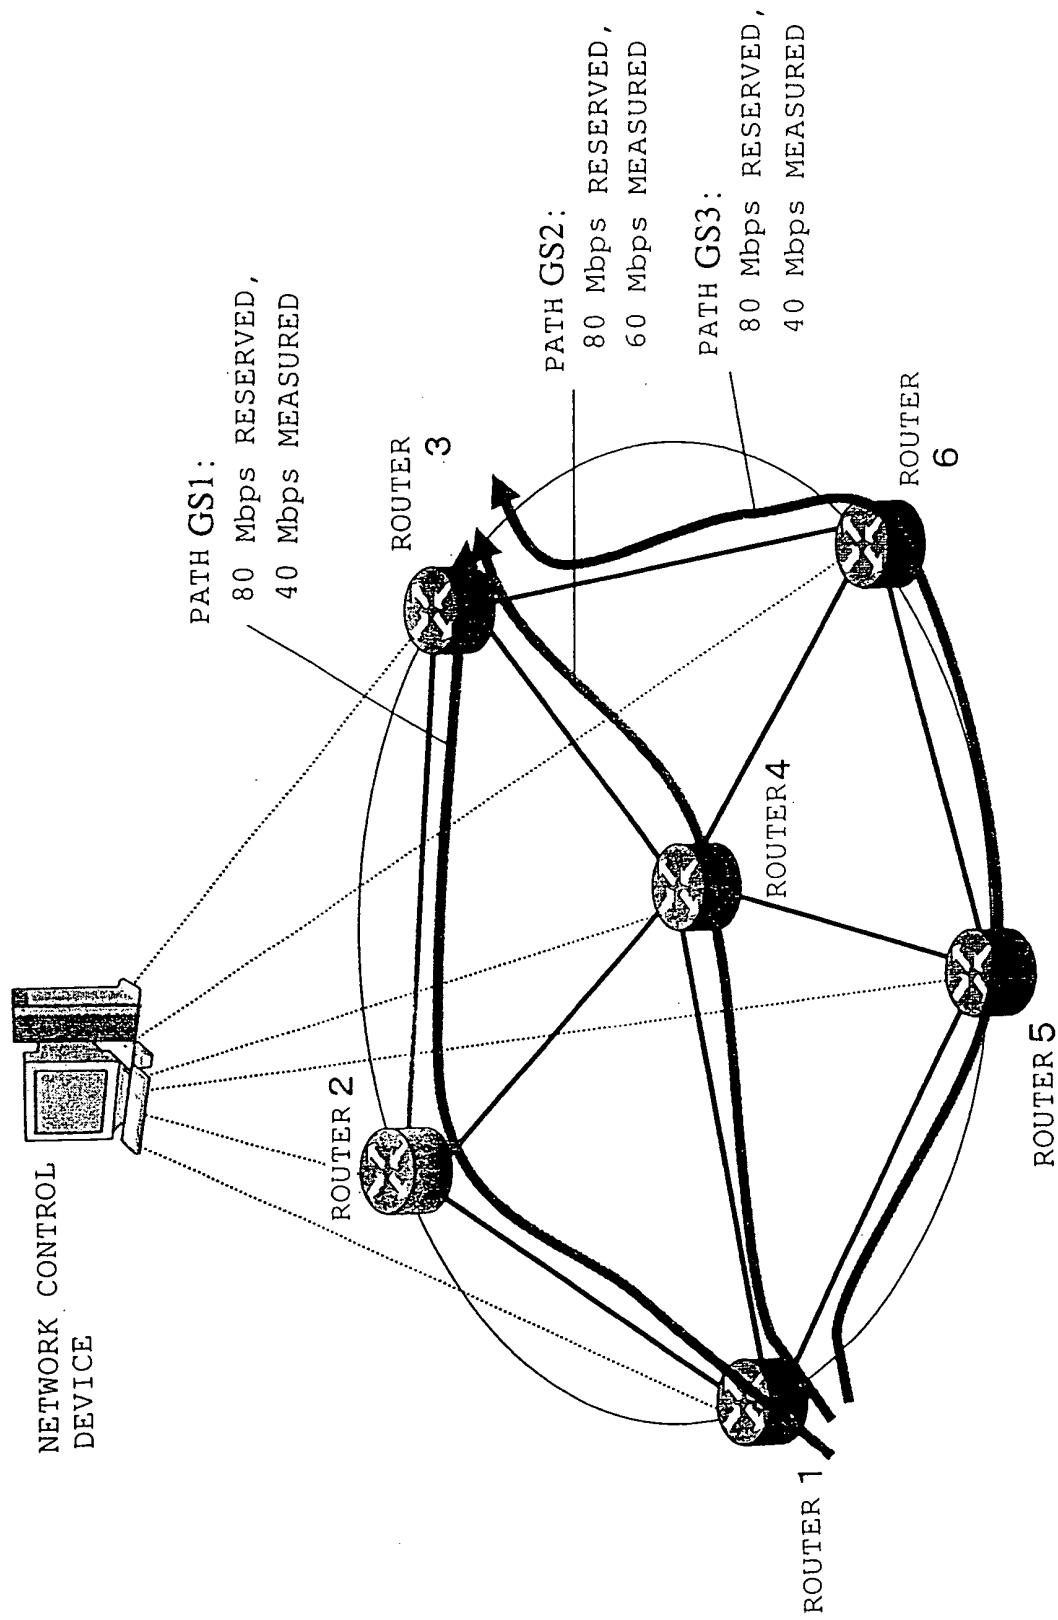 NETWORK CONTROL
DEVICE
PATH GS1:
80 Mbps RESERVED,
40 Mbps MEASURED
ROUTER 2
ROUTER
3
PATH GS2:
80 Mbps RESERVED,
60 Mbps MEASURED
PATH GS3:
80 Mbps RESERVED,
40 Mbps MEASURED
ROUTER 1
ROUTER 4
ROUTER
6
ROUTER 5